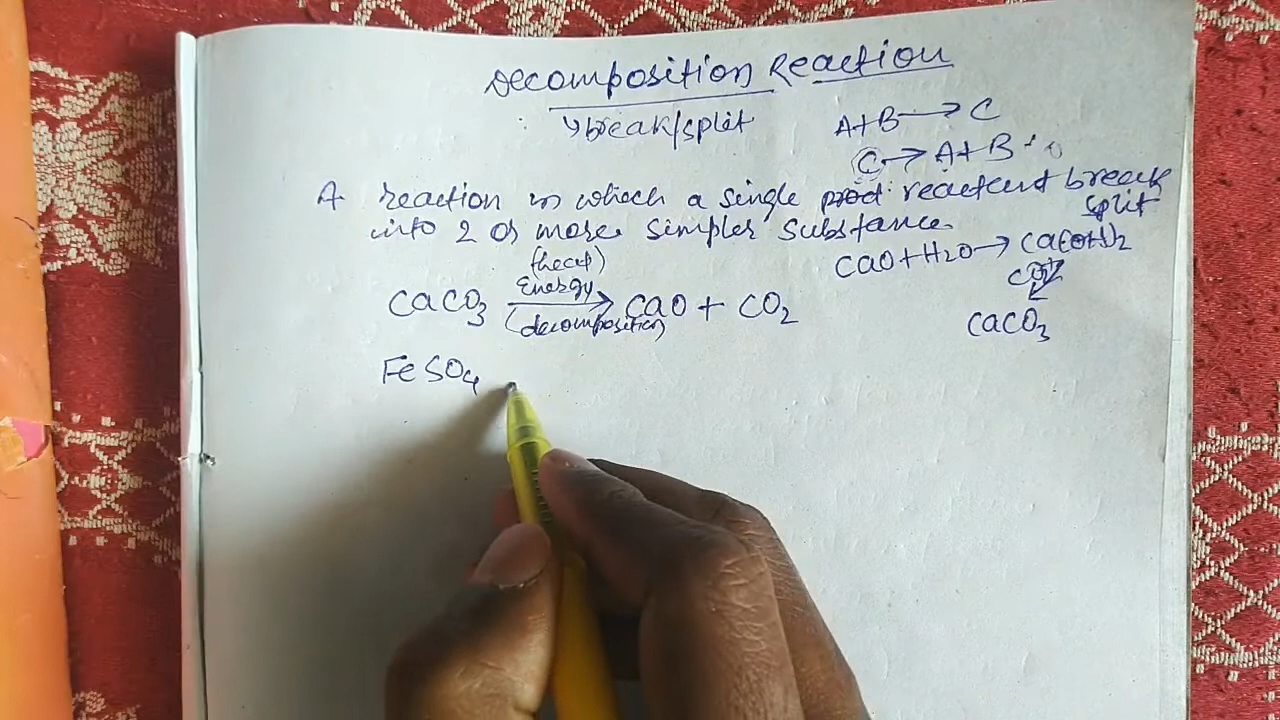 Decomposition Reaction
break/split
A+B → C
C → A+B
A reaction in which a single reactant break
split
into 2 or more simpler substance
CaO+H2O → Ca(OH)2
(heat)
Energy
CaCO3 → CaO + CO2
(decomposition)
CO2
CaCO3
FeSO4